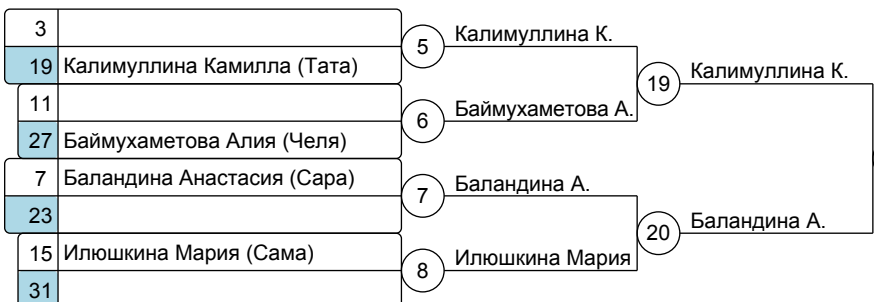 3
19 Калимуллина Камилла (Тата)
11
27 Баймухаметова Алия (Челя)
7 Баландина Анастасия (Сара)
23
15 Илюшкина Мария (Сама)
31
5 Калимуллина К.
6 Баймухаметова А.
7 Баландина А.
8 Илюшкина Мария
19 Калимуллина К.
20 Баландина А.